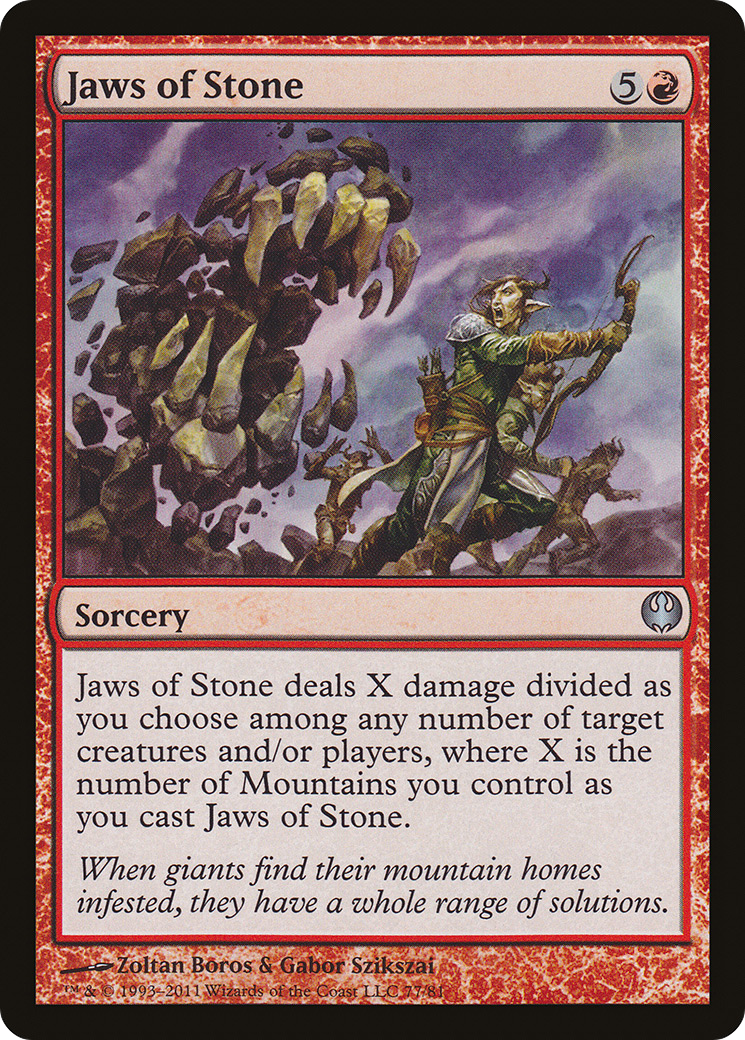 Jaws of Stone 5
Sorcery
Jaws of Stone deals X damage divided as
you choose among any number of target
creatures and/or players, where X is the
number of Mountains you control as
you cast Jaws of Stone.
When giants find their mountain homes
infested, they have a whole range of solutions.
Zoltan Boros & Gabor Szikszai
™ & © 1993–2011 Wizards of the Coast LLC 77/81